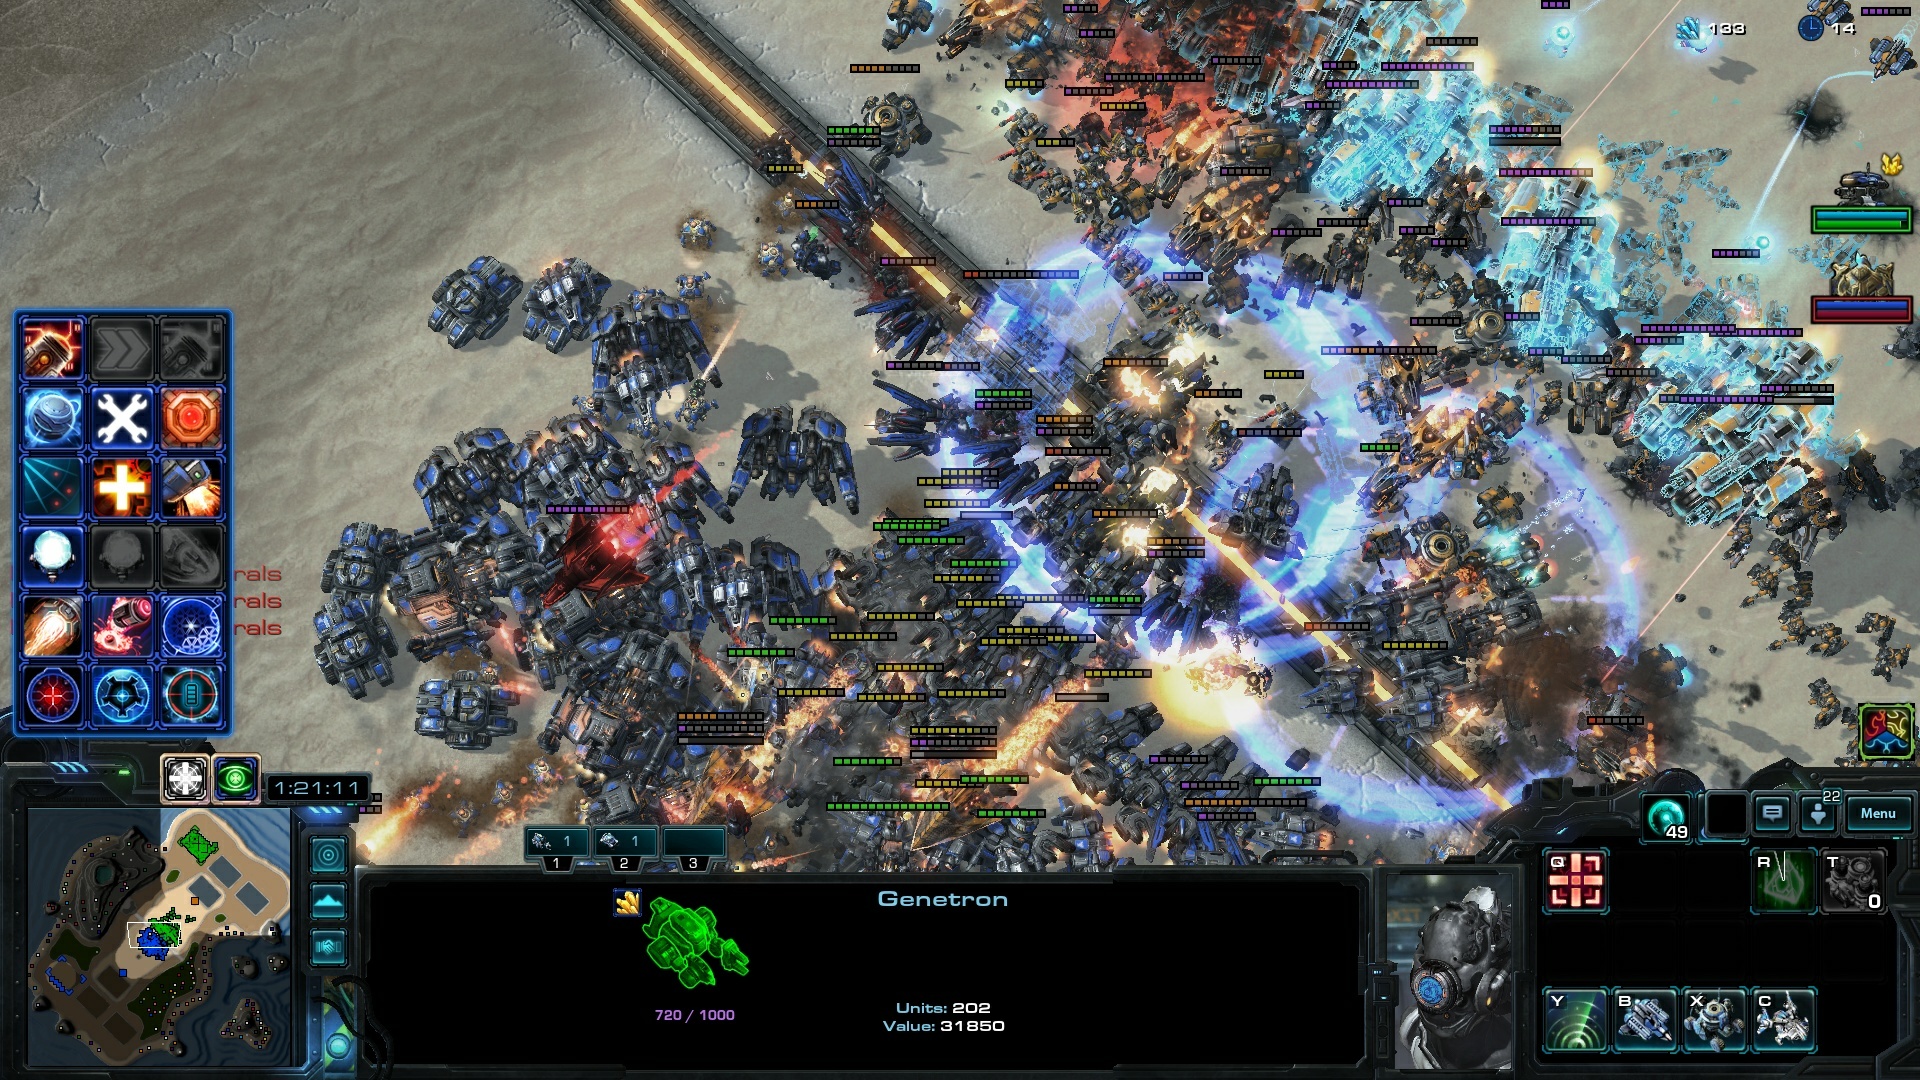 133
14
rals
rals
rals
1:21:11
1
1
1
2
3
Genetron
720 / 1000
Units: 202
Value: 31850
49
22
Menu
Q
R
T
0
Y
B
X
C